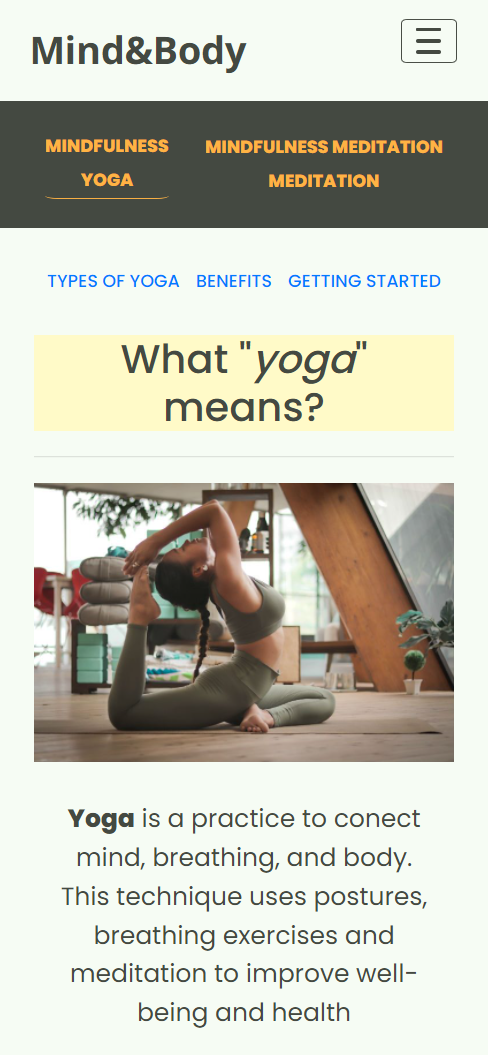 Mind&Body
MINDFULNESS
YOGA
MINDFULNESS MEDITATION
MEDITATION
TYPES OF YOGA BENEFITS GETTING STARTED
What "yoga"
means?
Yoga is a practice to conect
mind, breathing, and body.
This technique uses postures,
breathing exercises and
meditation to improve well-
being and health